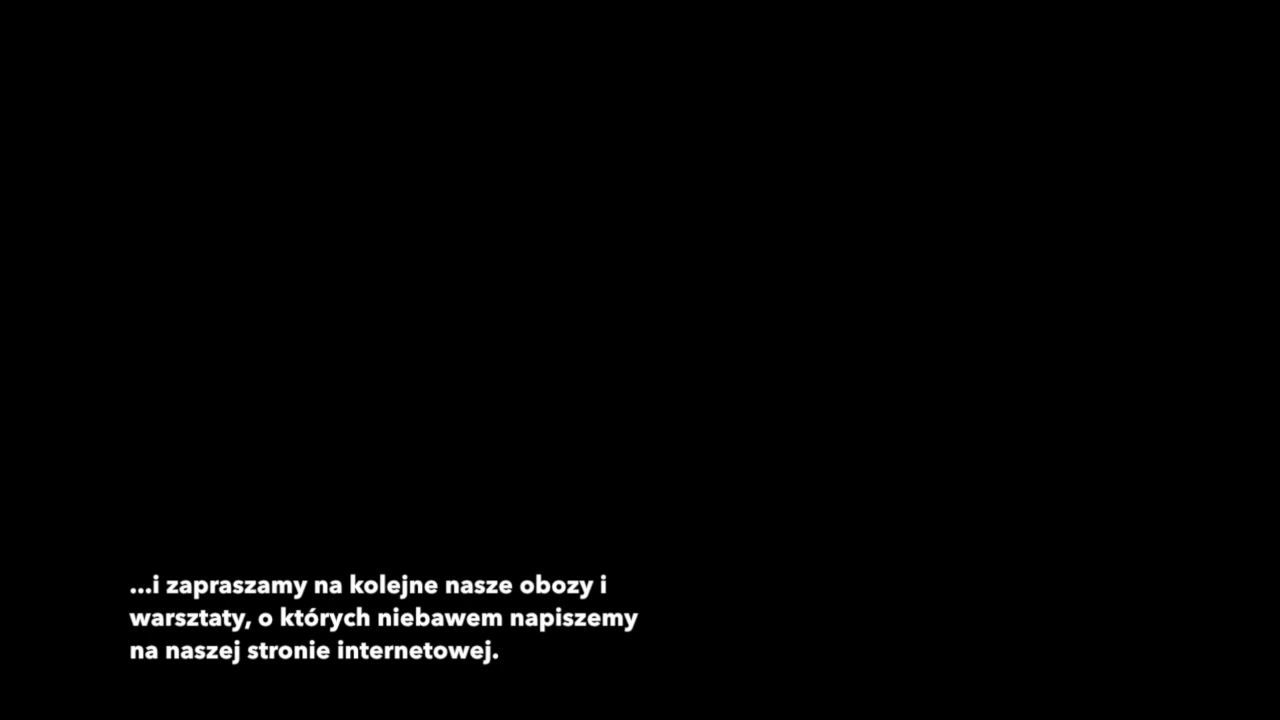 ...i zapraszamy na kolejne nasze obozy i
warsztaty, o których niebawem napiszemy
na naszej stronie internetowej.